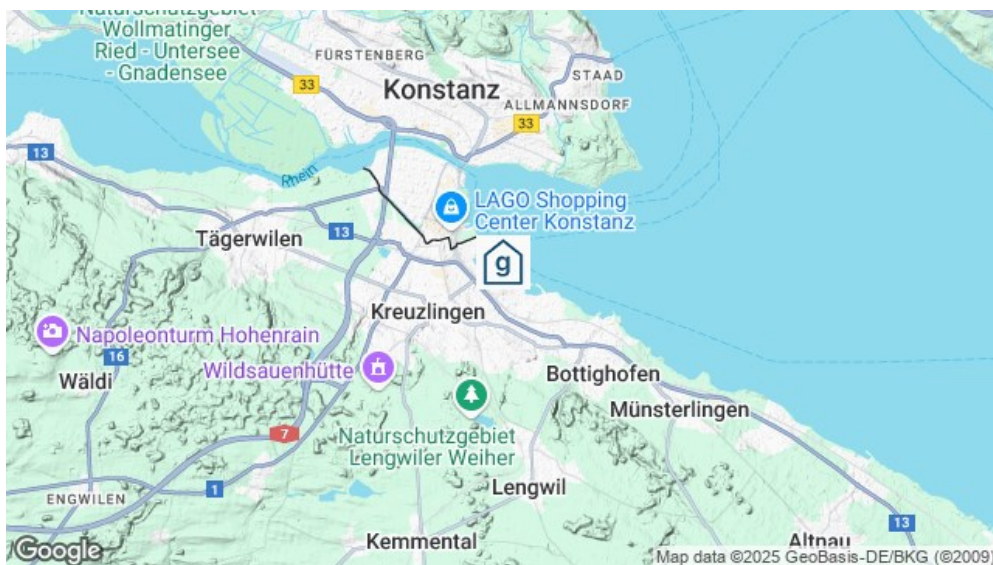 Naturschutzgebiet
Wollmatinger
Ried - Untersee
- Gnadensee
FÜRSTENBERG
STAAD
33
Konstanz
ALLMANNSDORF
33
13
Rhein
LAGO Shopping
Center Konstanz
Tägerwilen
13
g
Kreuzlingen
Napoleonturm Hohenrain
16
Wildsauenhütte
Wäldi
Bottighofen
Münsterlingen
7
Naturschutzgebiet
Lengwiler Weiher
1
Lengwil
ENGWILEN
13
Kemmental
Altnau
Google
Map data ©2025 GeoBasis-DE/BKG (©2009)